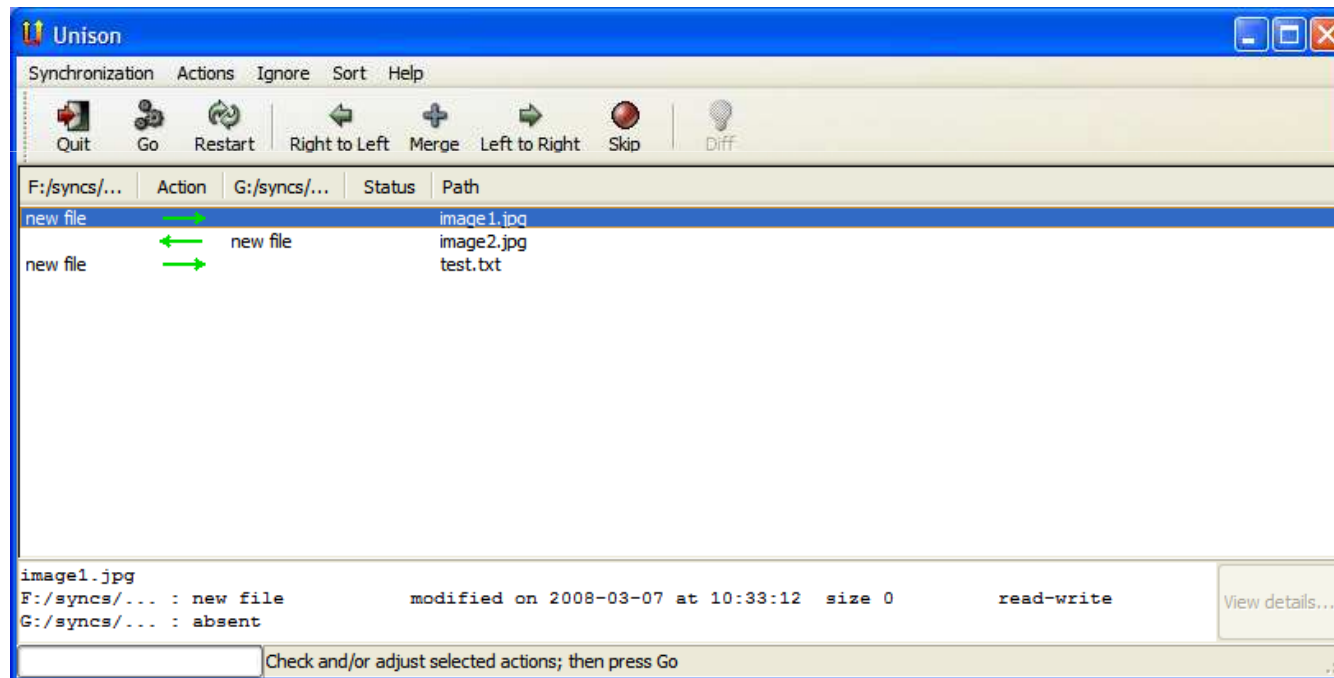 Unison
Synchronization Actions Ignore Sort Help
Quit Go Restart Right to Left Merge Left to Right Skip Diff
F:/syncs/... Action G:/syncs/... Status Path
new file image1.jpg
new file image2.jpg
new file test.txt
image1.jpg
F:/syncs/... : new file modified on 2008-03-07 at 10:33:12 size 0 read-write
View details...
G:/syncs/... : absent
Check and/or adjust selected actions; then press Go